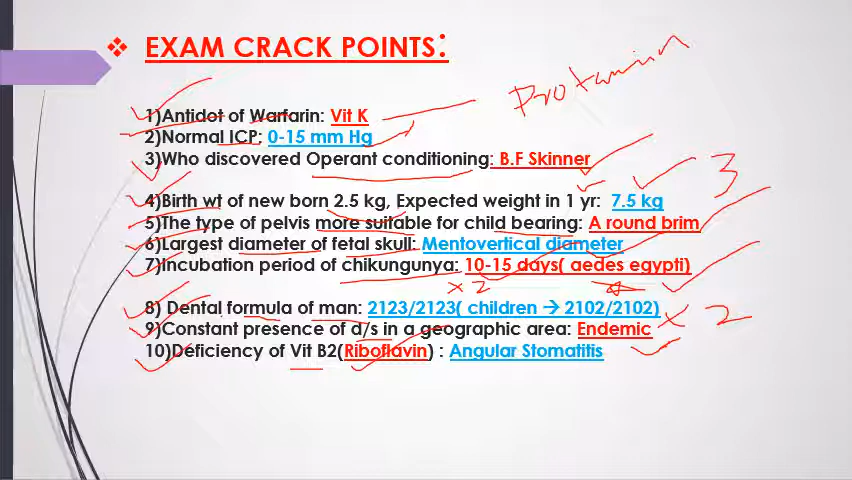 EXAM CRACK POINTS:
Protamin
1)Antidot of Warfarin: Vit K
2)Normal ICP: 0-15 mm Hg
3)Who discovered Operant conditioning: B.F Skinner
3
4)Birth wt of new born 2.5 kg, Expected weight in 1 yr: 7.5 kg
5)The type of pelvis more suitable for child bearing: A round brim
6)Largest diameter of fetal skull: Mentovertical diameter
7)Incubation period of chikungunya: 10-15 days( aedes egypti)
x 2
8) Dental formula of man: 2123/2123( children → 2102/2102)
x 2
9)Constant presence of d/s in a geographic area: Endemic
10)Deficiency of Vit B2(Riboflavin) : Angular Stomatitis